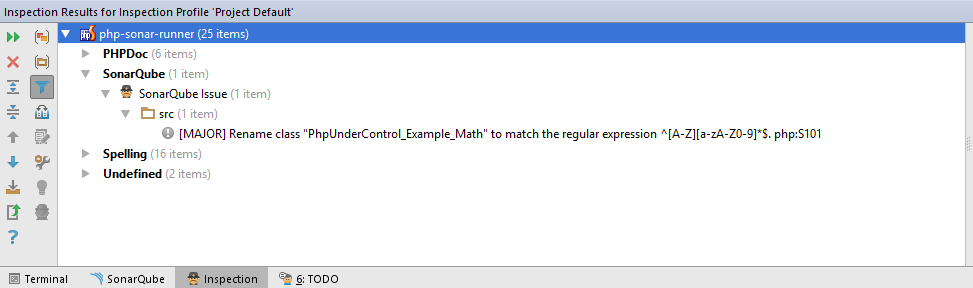 Inspection Results for Inspection Profile 'Project Default'
php php-sonar-runner (25 items)
PHPDoc (6 items)
SonarQube (1 item)
SonarQube Issue (1 item)
src (1 item)
[MAJOR] Rename class "PhpUnderControl_Example_Math" to match the regular expression ^[A-Z][a-zA-Z0-9]*$. php:S101
Spelling (16 items)
Undefined (2 items)
Terminal SonarQube Inspection 6: TODO